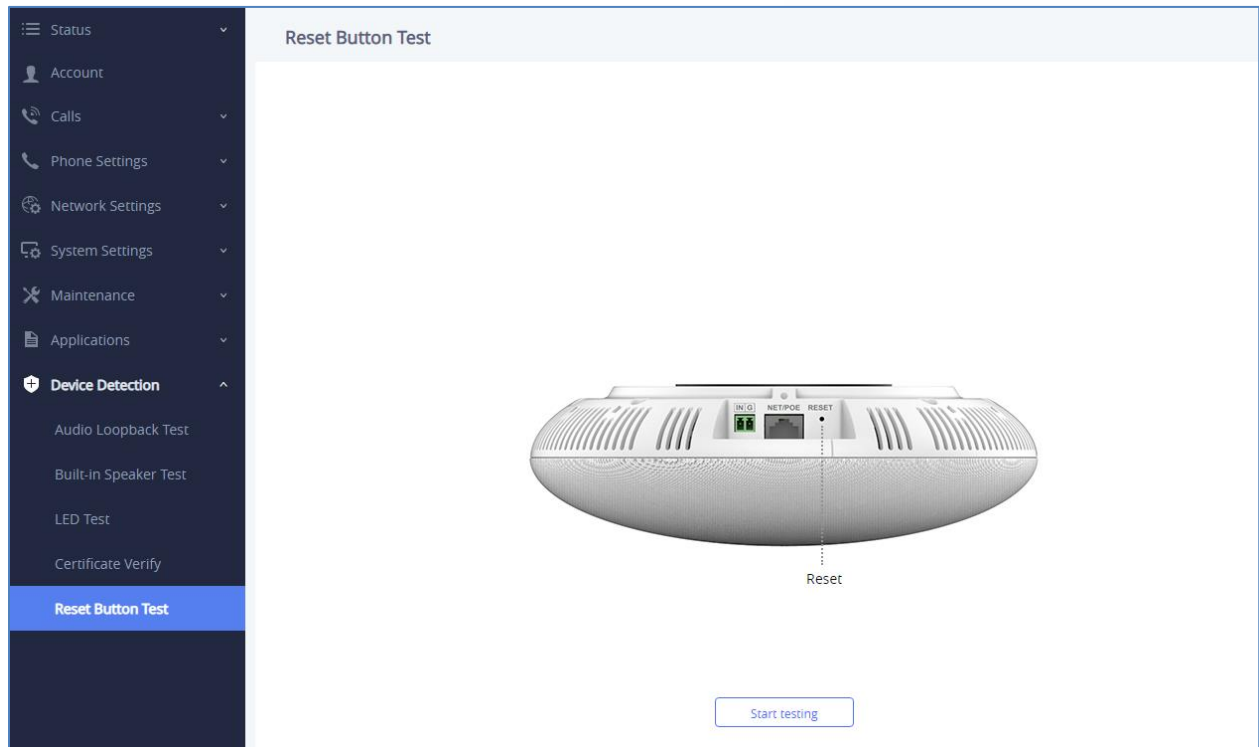 Status
Account
Calls
Phone Settings
Network Settings
System Settings
Maintenance
Applications
Device Detection
Audio Loopback Test
Built-in Speaker Test
LED Test
Certificate Verify
Reset Button Test
Reset Button Test
IN G NET/POE RESET
Reset
Start testing